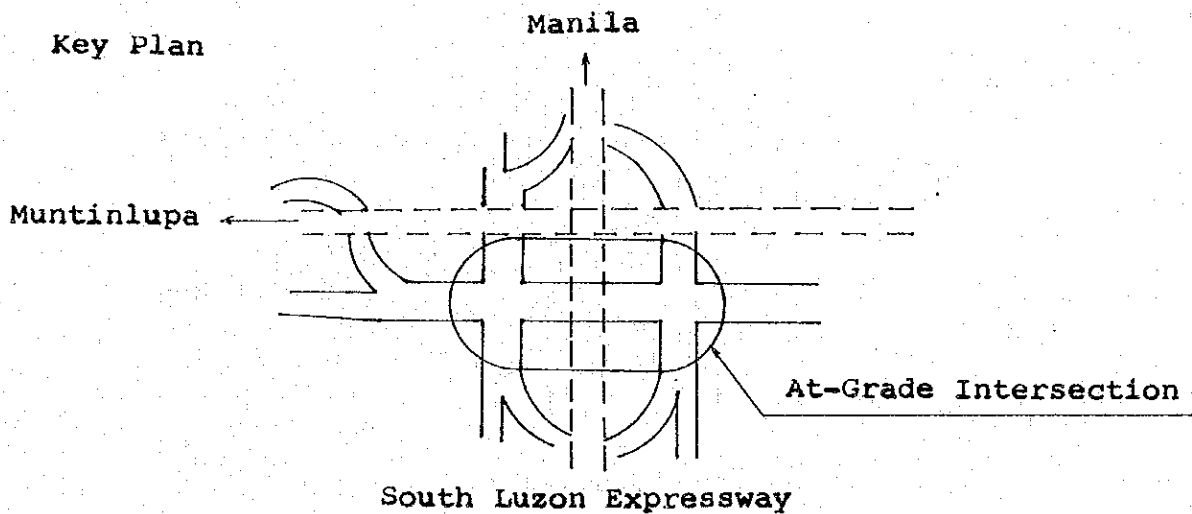 Manila
Key Plan
Muntinlupa
At-Grade Intersection
South Luzon Expressway